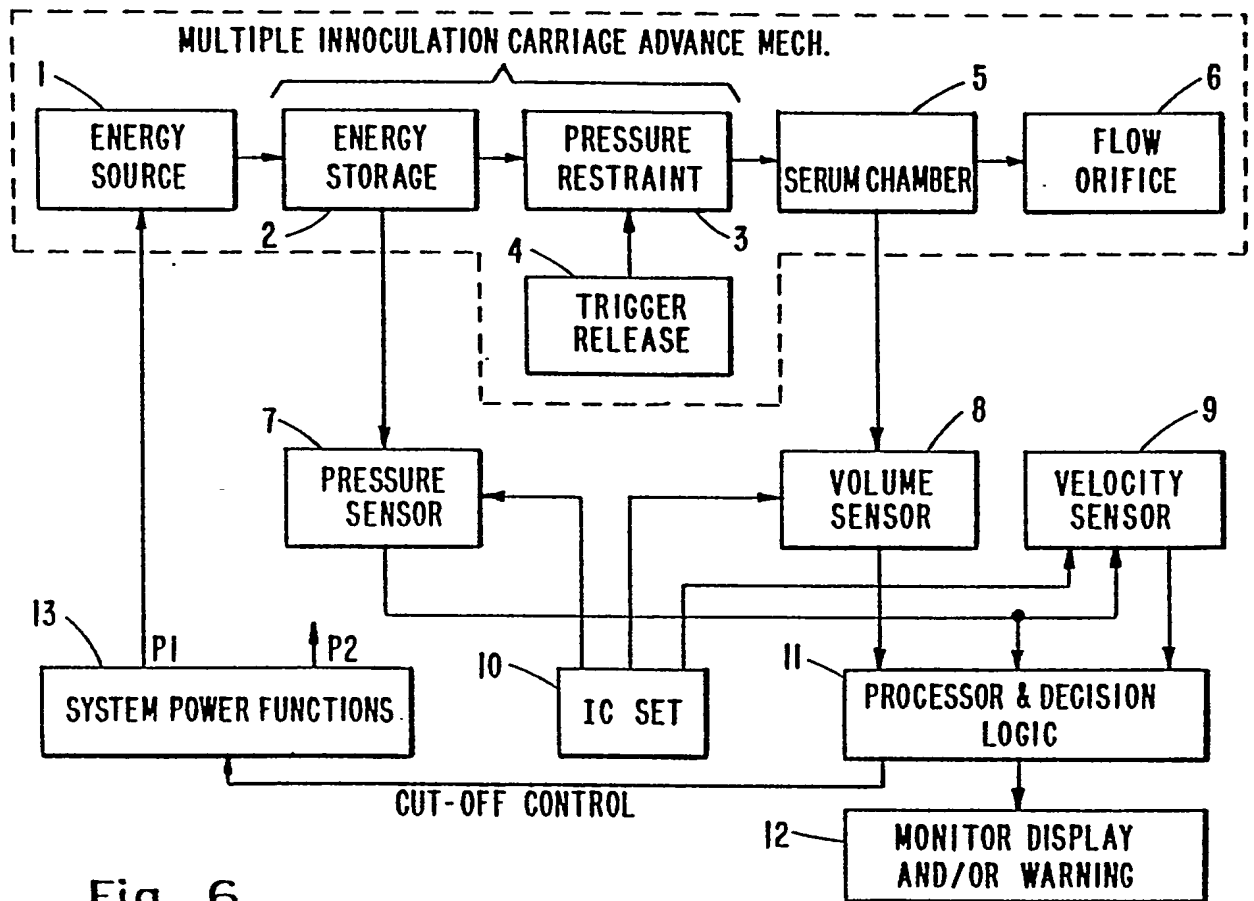 MULTIPLE INNOCULATION CARRIAGE ADVANCE MECH.
1
ENERGY
SOURCE
2
ENERGY
STORAGE
3
PRESSURE
RESTRAINT
4
TRIGGER
RELEASE
5
SERUM CHAMBER
6
FLOW
ORIFICE
7
PRESSURE
SENSOR
8
VOLUME
SENSOR
9
VELOCITY
SENSOR
13
P1
P2
SYSTEM POWER FUNCTIONS
10
IC SET
11
PROCESSOR & DECISION
LOGIC
CUT-OFF CONTROL
12
MONITOR DISPLAY
AND/OR WARNING
Fig. 6